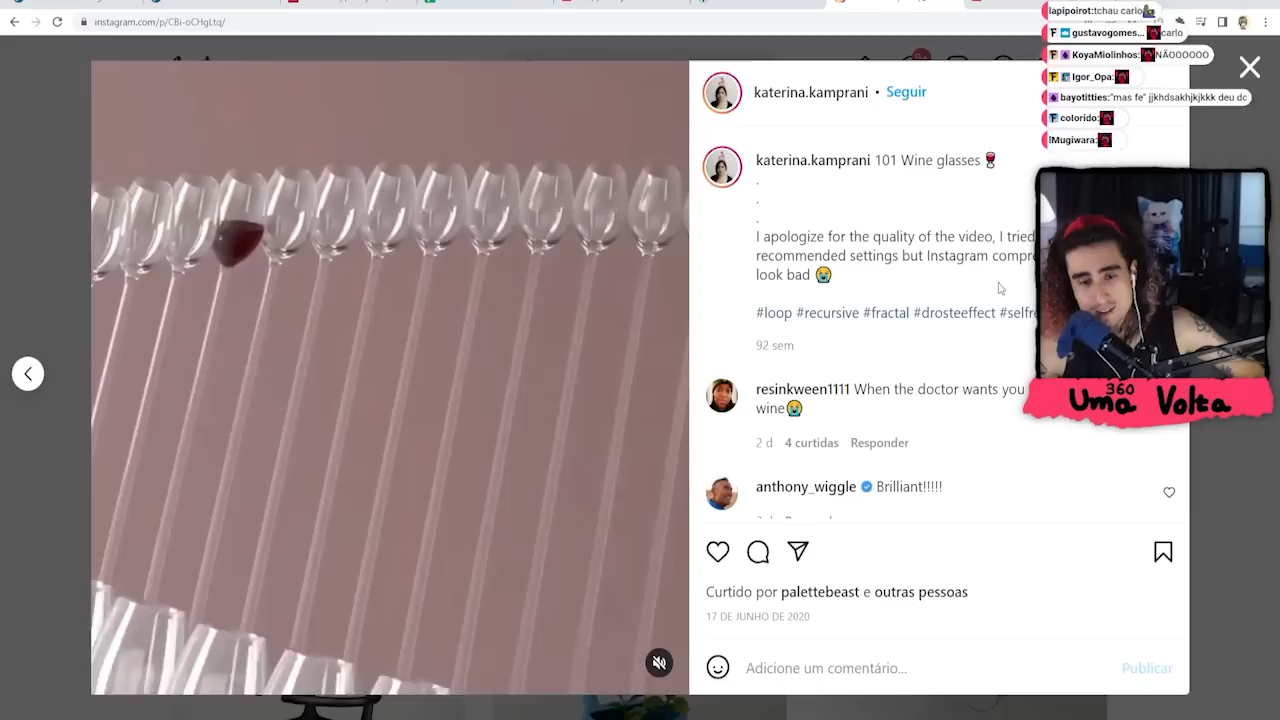 instagram.com/p/CBi-oCHgLtq/
katerina.kamprani • Seguir
katerina.kamprani 101 Wine glasses🍷
.
.
.
I apologize for the quality of the video, I tried
recommended settings but Instagram compre
look bad 😭
#loop #recursive #fractal #drosteeffect #selfr
92 sem
resinkween1111 When the doctor wants you
wine😭
2 d 4 curtidas Responder
anthony_wiggle Brilliant!!!!!
Curtido por palettebeast e outras pessoas
17 DE JUNHO DE 2020
Adicione um comentário...
Publicar
lapipoirot: tchau carlo
gustavogomes... carlo
KoyaMiolinhos: NÃOOOOOO
Igor_Opa:
bayotitties: "mas fe" jjkhdsakhjkjkkk deu do
colorido:
lMugiwara:
360
Uma Volta